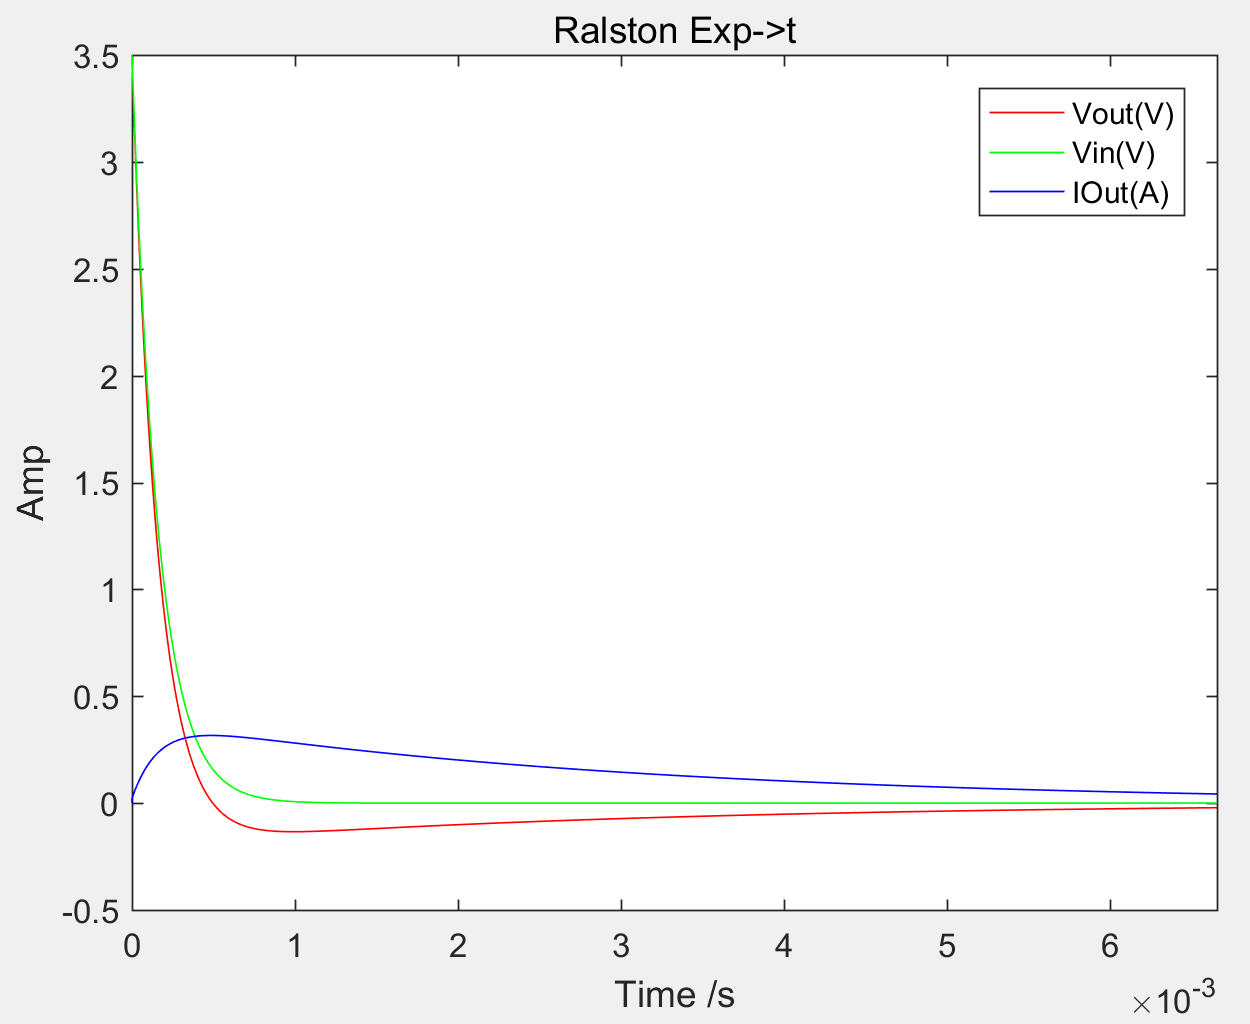 Ralston Exp->t
3.5
3
2.5
2
1.5
1
0.5
0
-0.5
Amp
Vout(V)
Vin(V)
IOut(A)
0 1 2 3 4 5 6
Time /s
×10-3